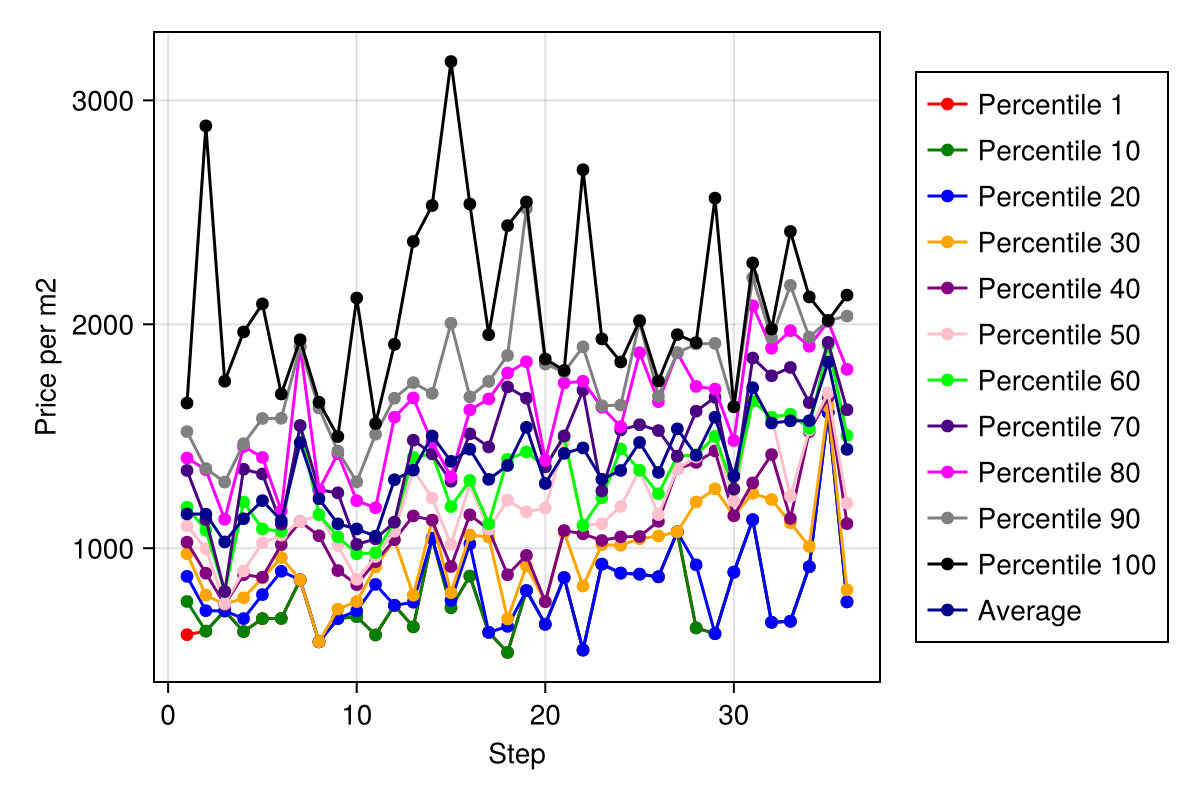 3000
2000
1000
Price per m2
0 10 20 30
Step
Percentile 1
Percentile 10
Percentile 20
Percentile 30
Percentile 40
Percentile 50
Percentile 60
Percentile 70
Percentile 80
Percentile 90
Percentile 100
Average